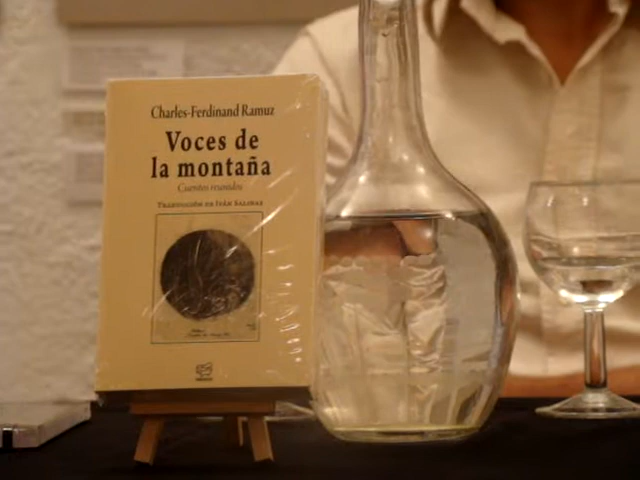 Charles-Ferdinand Ramuz
Voces de
la montaña
Cuentos reunidos
Traducción de Iván Salinas